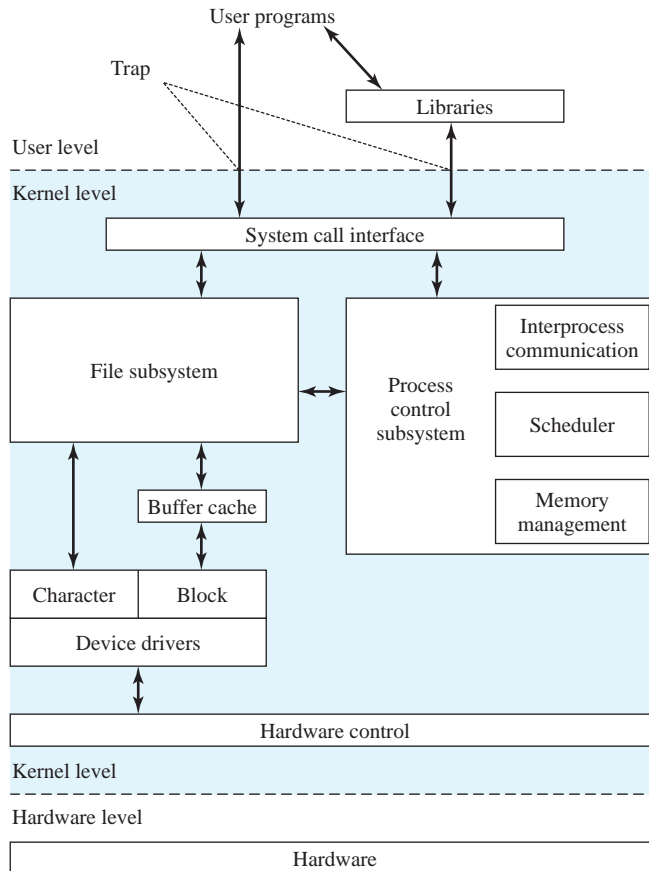 User programs
Trap
Libraries
User level
Kernel level
System call interface
File subsystem
Process
control
subsystem
Interprocess
communication
Scheduler
Memory
management
Buffer cache
Character
Block
Device drivers
Hardware control
Kernel level
Hardware level
Hardware